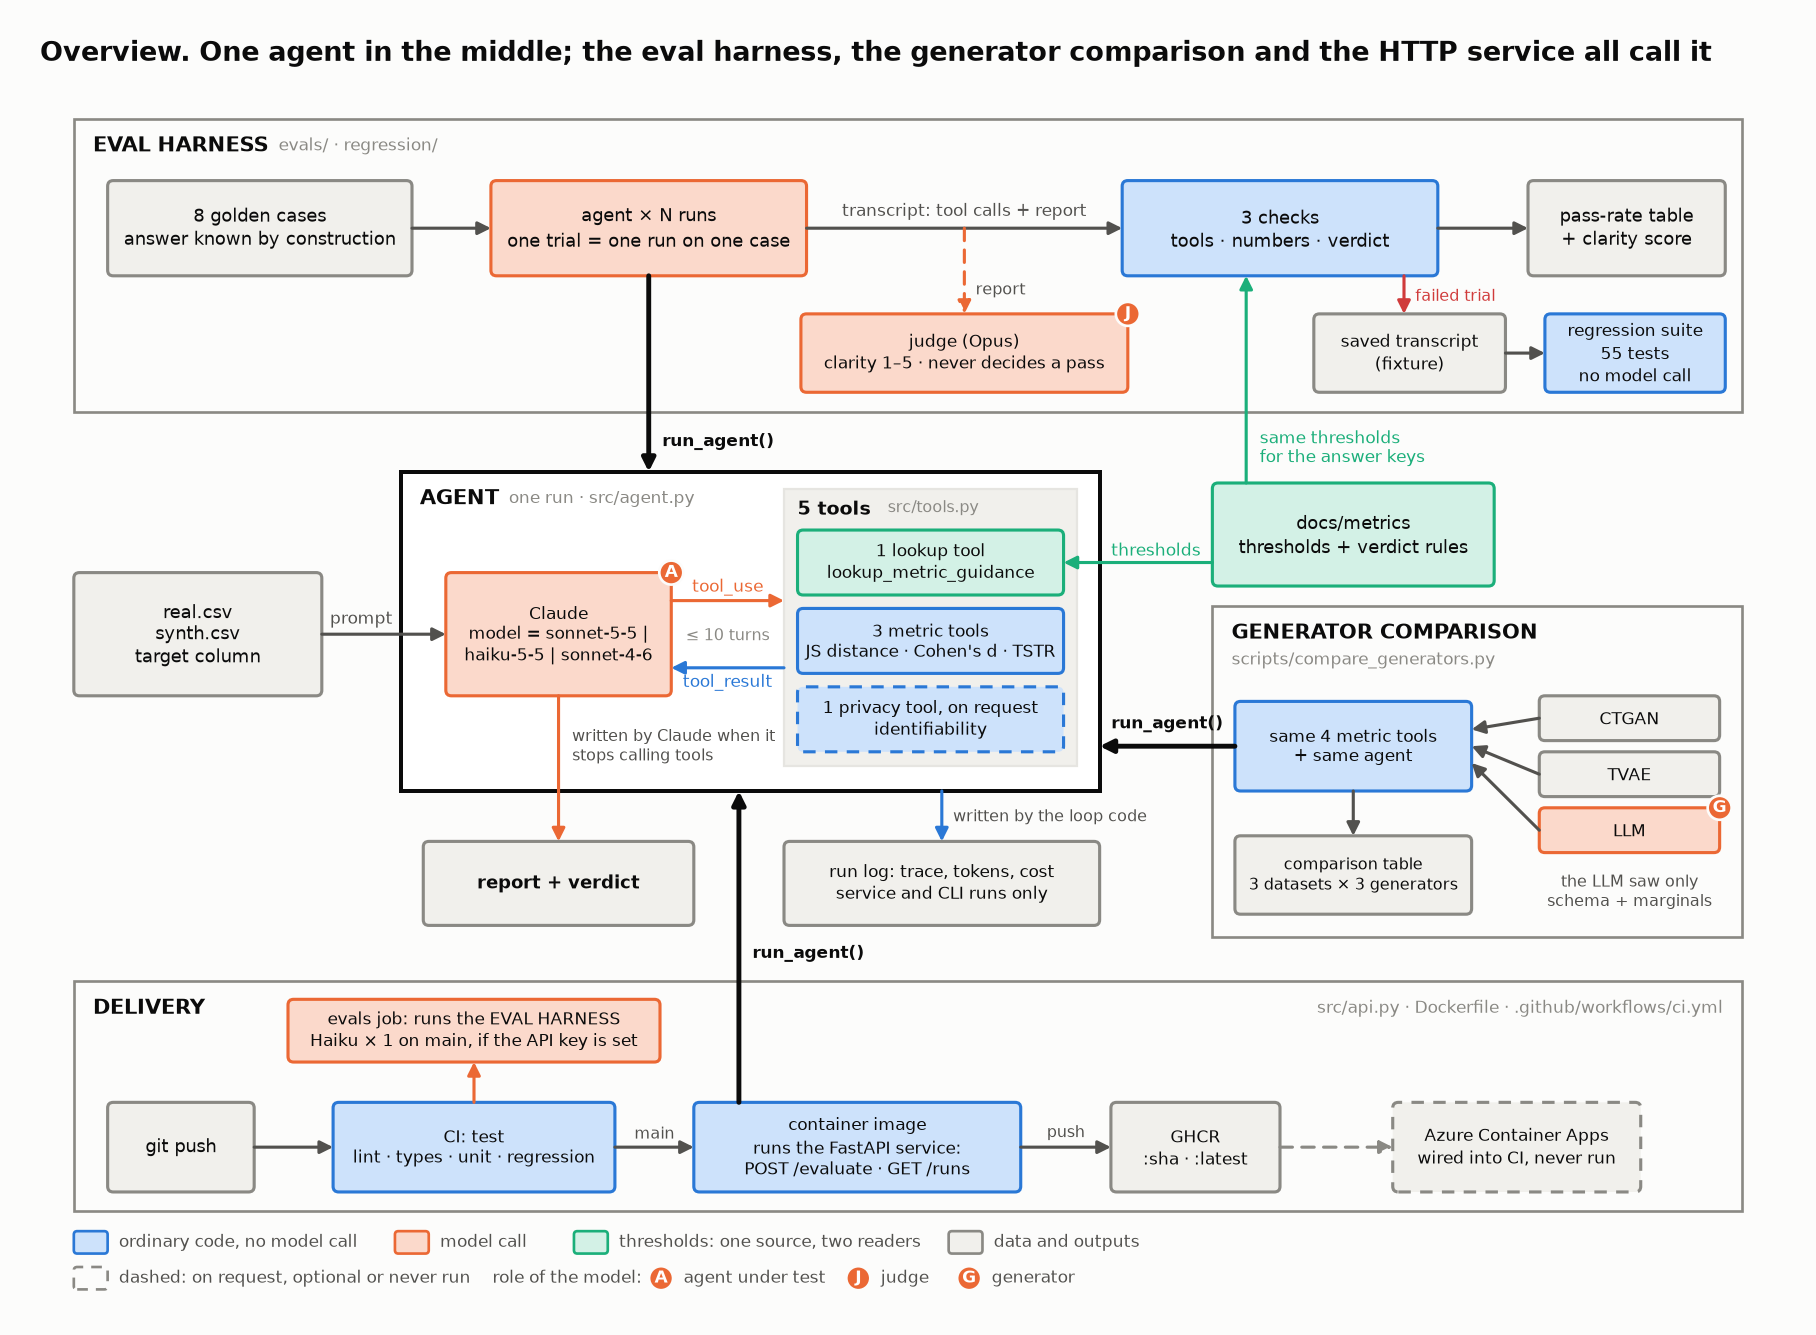 Overview. One agent in the middle; the eval harness, the generator comparison and the HTTP service all call it
EVAL HARNESS evals/ · regression/
8 golden cases
answer known by construction
agent × N runs
one trial = one run on one case
transcript: tool calls + report
3 checks
tools · numbers · verdict
pass-rate table
+ clarity score
report
J
judge (Opus)
clarity 1–5 · never decides a pass
failed trial
saved transcript
(fixture)
regression suite
55 tests
no model call
run_agent()
same thresholds
for the answer keys
AGENT one run · src/agent.py
5 tools src/tools.py
1 lookup tool
lookup_metric_guidance
thresholds
docs/metrics
thresholds + verdict rules
real.csv
synth.csv
target column
prompt
A
Claude
model = sonnet-5-5 |
haiku-5-5 | sonnet-4-6
tool_use
≤ 10 turns
tool_result
3 metric tools
JS distance · Cohen's d · TSTR
1 privacy tool, on request
identifiability
written by Claude when it
stops calling tools
GENERATOR COMPARISON
scripts/compare_generators.py
run_agent()
same 4 metric tools
+ same agent
CTGAN
TVAE
G
LLM
comparison table
3 datasets × 3 generators
the LLM saw only
schema + marginals
written by the loop code
report + verdict
run log: trace, tokens, cost
service and CLI runs only
run_agent()
DELIVERY
src/api.py · Dockerfile · .github/workflows/ci.yml
evals job: runs the EVAL HARNESS
Haiku × 1 on main, if the API key is set
git push
CI: test
lint · types · unit · regression
main
container image
runs the FastAPI service:
POST /evaluate · GET /runs
push
GHCR
:sha · :latest
Azure Container Apps
wired into CI, never run
ordinary code, no model call
model call
thresholds: one source, two readers
data and outputs
dashed: on request, optional or never run
role of the model:
A agent under test
J judge
G generator